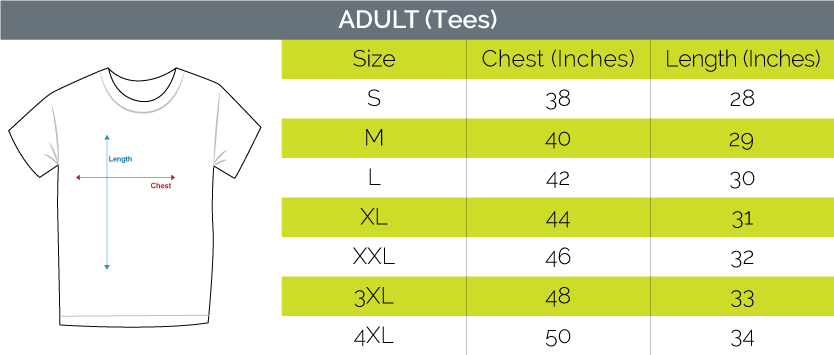 ADULT (Tees)
Size Chest (Inches) Length (Inches)
S 38 28
M 40 29
L 42 30
XL 44 31
XXL 46 32
3XL 48 33
4XL 50 34
Length
Chest